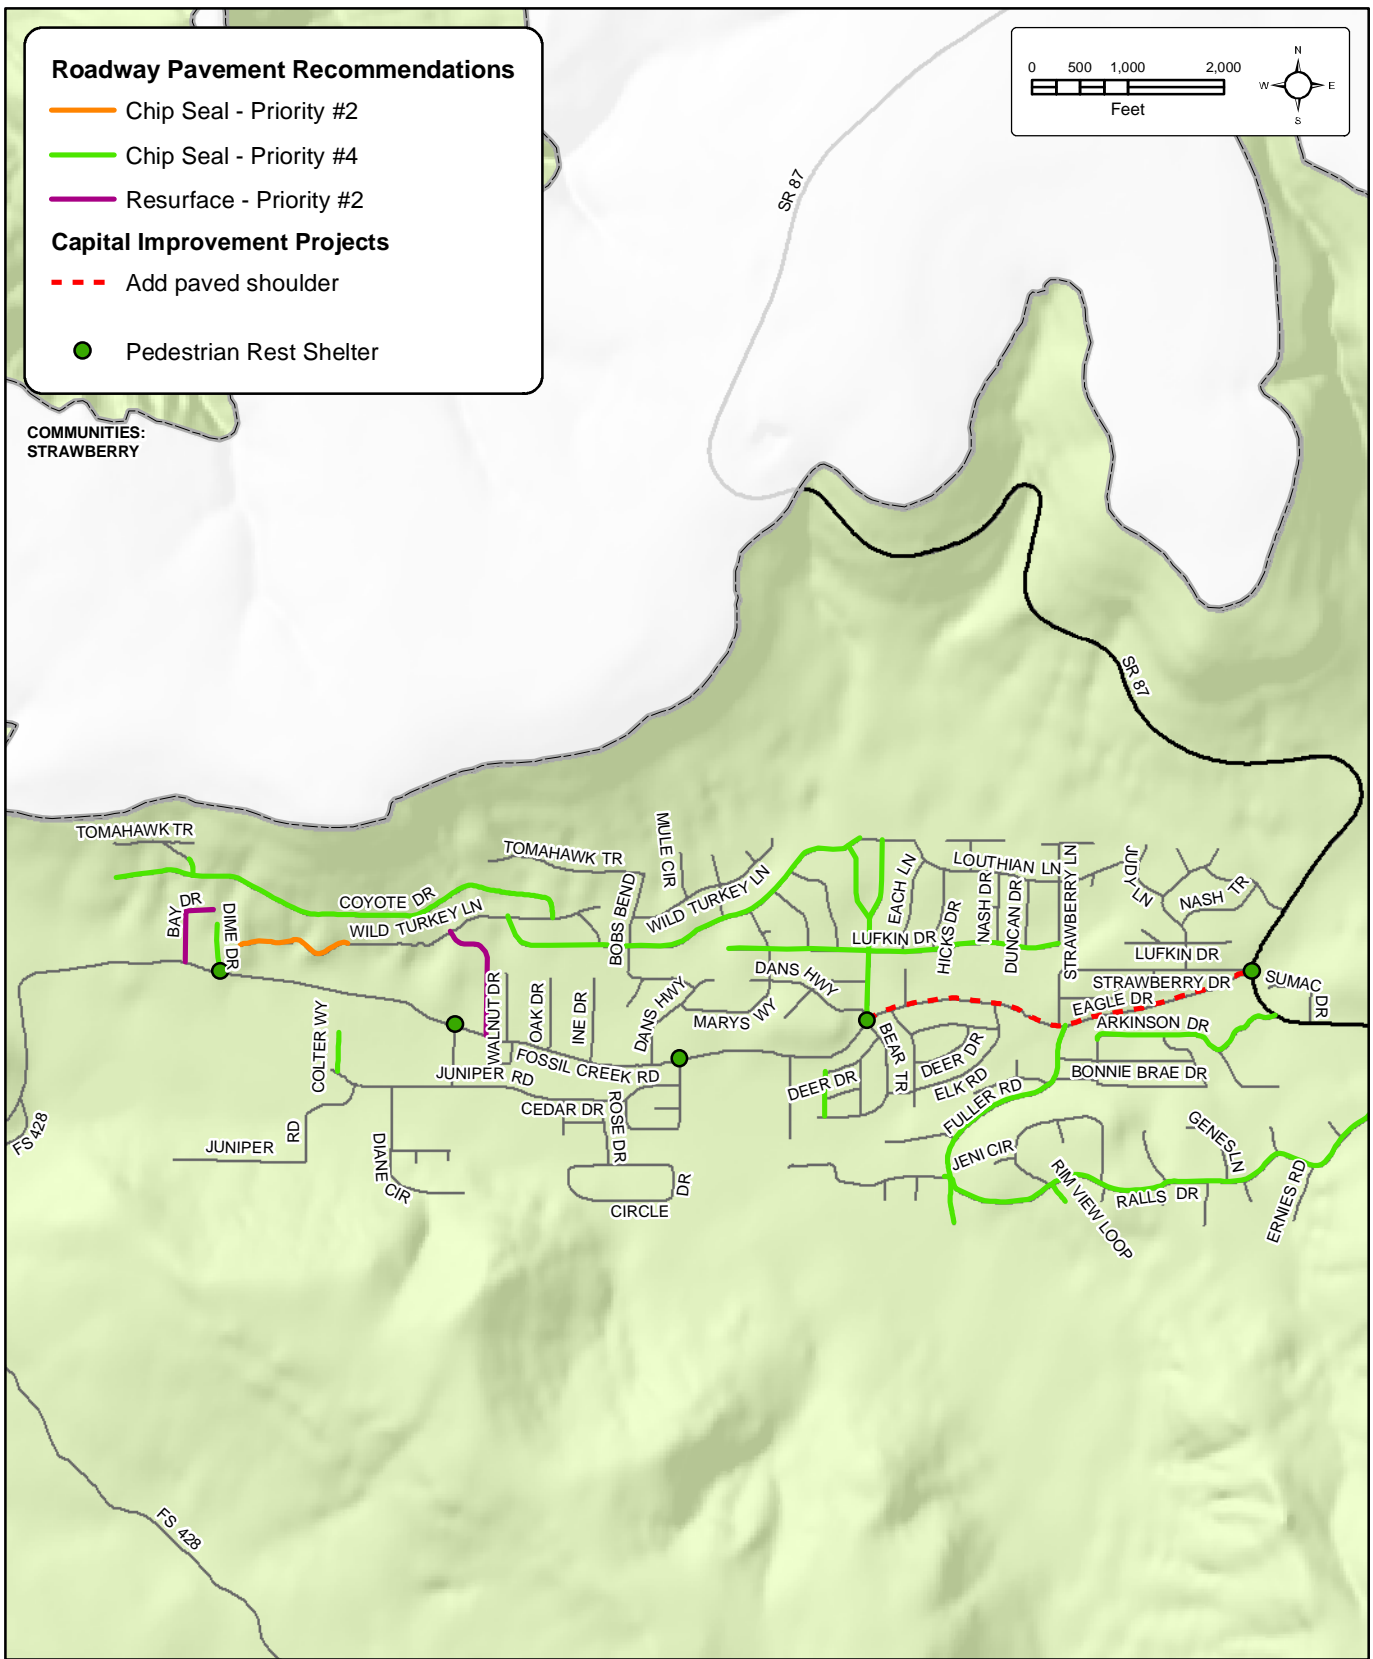 Roadway Pavement Recommendations
Chip Seal - Priority #2
Chip Seal - Priority #4
Resurface - Priority #2
Capital Improvement Projects
Add paved shoulder
Pedestrian Rest Shelter
0 500 1,000 2,000
Feet
N
W E
S
COMMUNITIES:
STRAWBERRY
SR 87
SR 87
TOMAHAWK TR
TOMAHAWK TR
MULE CIR
BAY DR
DIME DR
COYOTE DR
WILD TURKEY LN
BOBS BEND
WILD TURKEY LN
EACH LN
LOUTHIAN LN
HICKS DR
NASH DR
DUNCAN DR
STRAWBERRY LN
JUDY LN
NASH TR
LUFKIN DR
LUFKIN DR
STRAWBERRY DR
SUMAC
DR
EAGLE DR
ARKINSON DR
DANS HWY
DANS HWY
MARYS WY
WALNUT DR
OAK DR
INE DR
COLTER WY
FOSSIL CREEK RD
JUNIPER RD
BEAR TR
DEER DR
DEER DR
ELK RD
FULLER RD
BONNIE BRAE DR
CEDAR DR
ROSE DR
JUNIPER
RD
DIANE
CIR
CIRCLE
DR
JENI CIR
RIM VIEW LOOP
RALLS DR
GENES LN
ERNIES RD
FS 428
FS 428